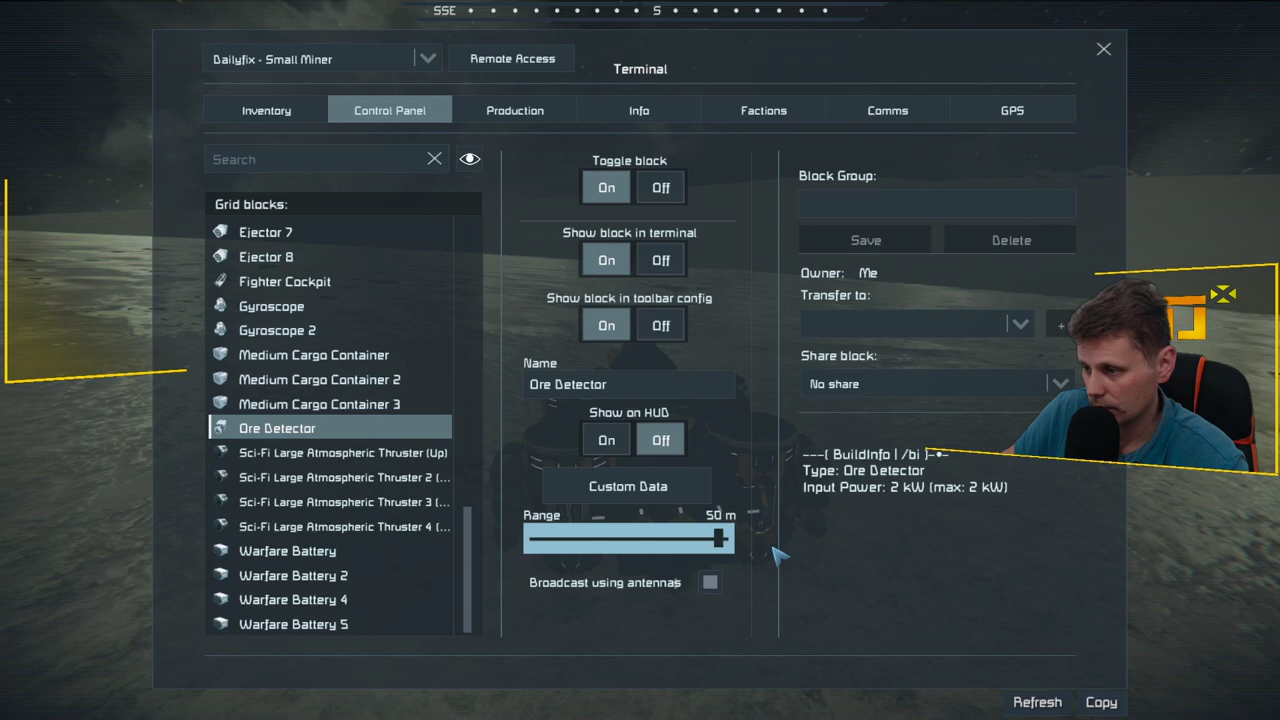 SSE
S
Dailyfix - Small Miner
Remote Access
Terminal
Inventory
Control Panel
Production
Info
Factions
Comms
GPS
Search
Grid blocks:
Ejector 7
Ejector 8
Fighter Cockpit
Gyroscope
Gyroscope 2
Medium Cargo Container
Medium Cargo Container 2
Medium Cargo Container 3
Ore Detector
Sci-Fi Large Atmospheric Thruster (Up)
Sci-Fi Large Atmospheric Thruster 2 (...
Sci-Fi Large Atmospheric Thruster 3 (...
Sci-Fi Large Atmospheric Thruster 4 (...
Warfare Battery
Warfare Battery 2
Warfare Battery 4
Warfare Battery 5
Toggle block
On Off
Show block in terminal
On Off
Show block in toolbar config
On Off
Name
Ore Detector
Show on HUD
On Off
Custom Data
Range 50 m
Broadcast using antennas
Block Group:
Save Delete
Owner: Me
Transfer to:
Share block:
No share
---( BuildInfo | /bi )-•-
Type: Ore Detector
Input Power: 2 kW (max: 2 kW)
Refresh Copy